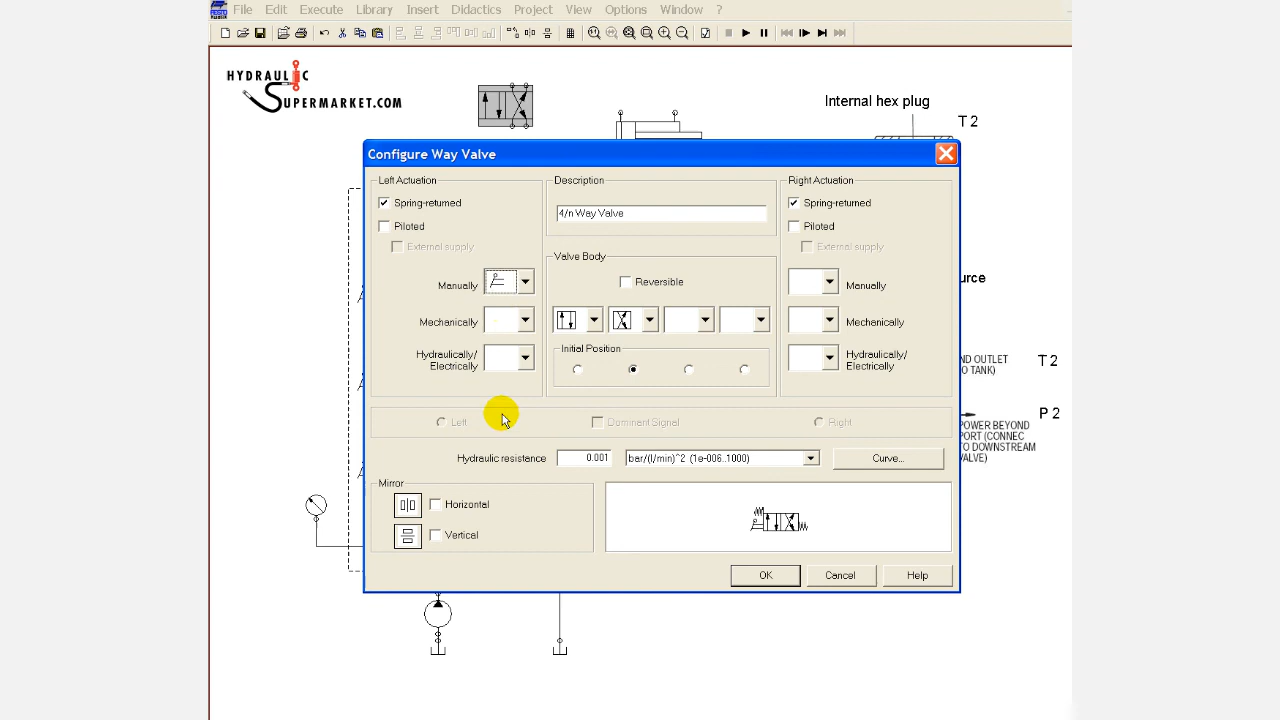 File Edit Execute Library Insert Didactics Project View Options Window ?
HYDRAULIC
SUPERMARKET.COM
Internal hex plug
T 2
Configure Way Valve
Left Actuation
Spring-returned
Piloted
External supply
Manually
Mechanically
Hydraulically/
Electrically
Description
4/n Way Valve
Valve Body
Reversible
Initial Position
Right Actuation
Spring-returned
Piloted
External supply
Manually
Mechanically
Hydraulically/
Electrically
Left
Dominant Signal
Right
Hydraulic resistance 0.001 bar/(l/min)^2 (1e-006..1000) Curve...
Mirror
Horizontal
Vertical
OK Cancel Help
urce
ND OUTLET
O TANK)
T 2
P 2
POWER BEYOND
PORT (CONNEC
TO DOWNSTREAM
VALVE)